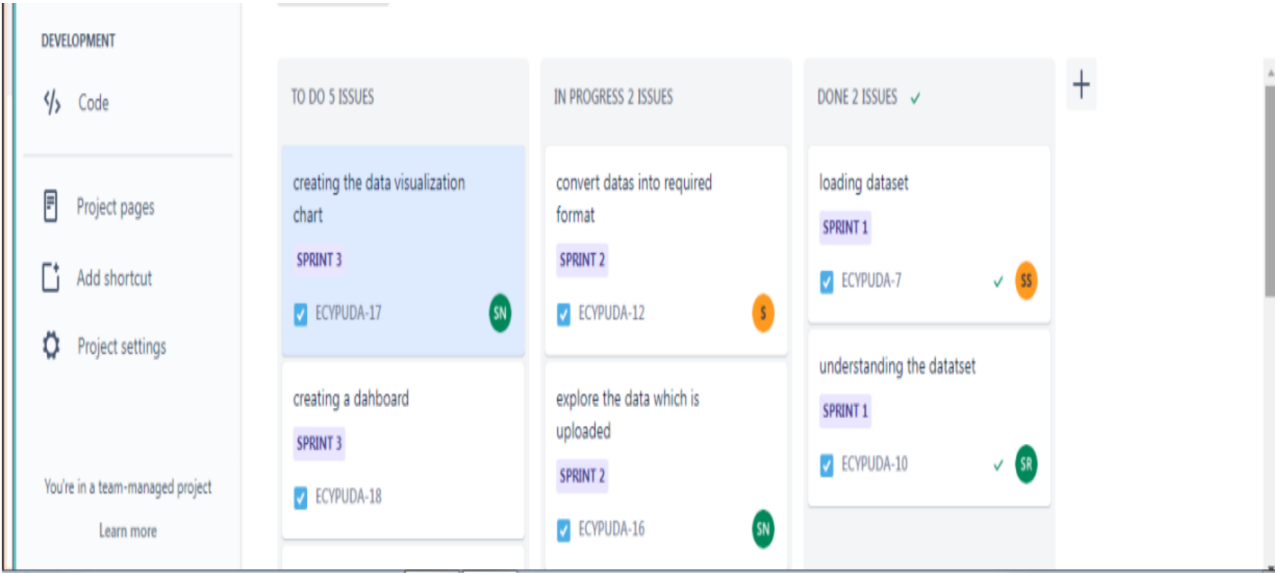 DEVELOPMENT
</> Code
Project pages
Add shortcut
Project settings
You're in a team-managed project
Learn more
TO DO 5 ISSUES
creating the data visualization
chart
SPRINT 3
ECYPUDA-17
SN
creating a dahboard
SPRINT 3
ECYPUDA-18
IN PROGRESS 2 ISSUES
convert datas into required
format
SPRINT 2
ECYPUDA-12
S
explore the data which is
uploaded
SPRINT 2
ECYPUDA-16
SN
DONE 2 ISSUES
loading dataset
SPRINT 1
ECYPUDA-7
SS
understanding the datatset
SPRINT 1
ECYPUDA-10
SR